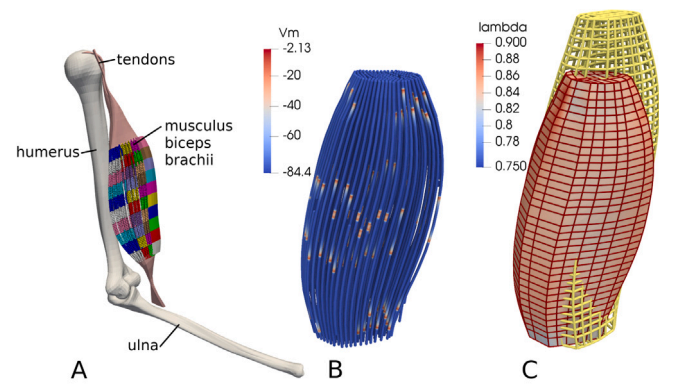 tendons
musculus
biceps
brachii
humerus
ulna
A
Vm
-2.13
-20
-40
-60
-84.4
B
lambda
0.900
0.88
0.86
0.84
0.82
0.8
0.78
0.750
C